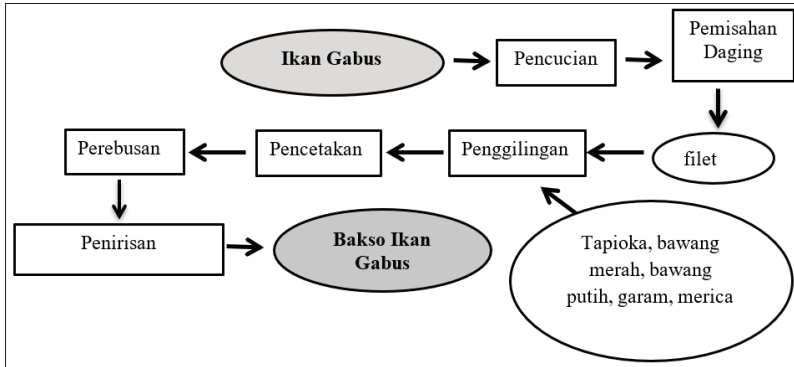 Ikan Gabus
Pencucian
Pemisahan
Daging
filet
Penggilingan
Tapioka, bawang
merah, bawang
putih, garam, merica
Pencetakan
Perebusan
Penirisan
Bakso Ikan
Gabus